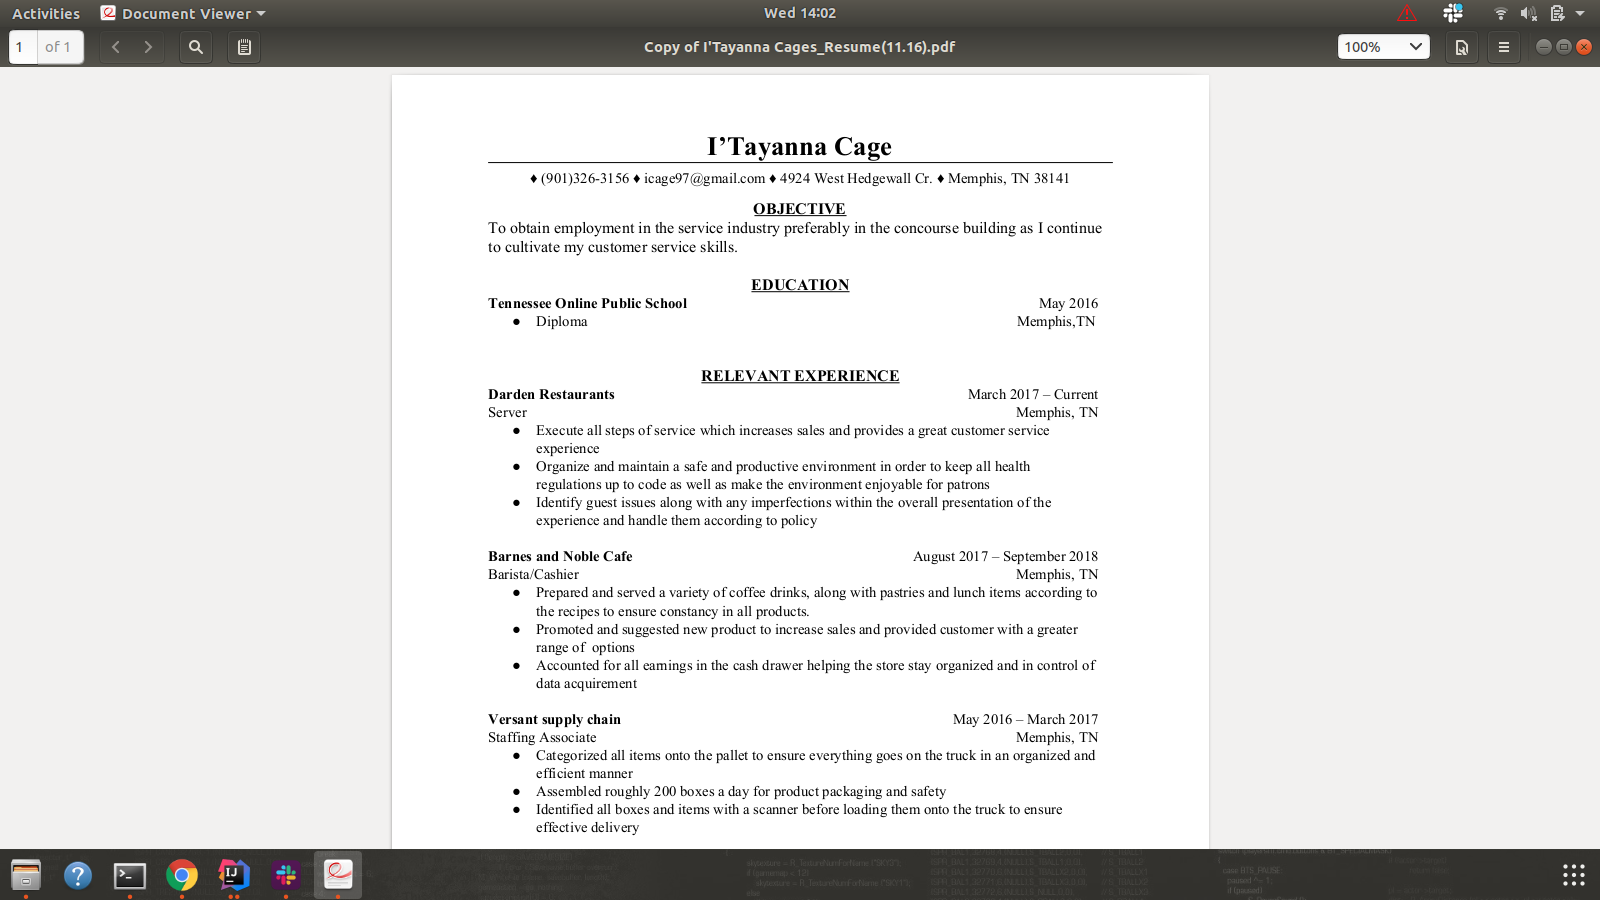 Activities Document Viewer Wed 14:02
1 of 1 Copy of I'Tayanna Cages_Resume(11.16).pdf 100%
I’Tayanna Cage
♦ (901)326-3156 ♦ icage97@gmail.com ♦ 4924 West Hedgewall Cr. ♦ Memphis, TN 38141
OBJECTIVE
To obtain employment in the service industry preferably in the concourse building as I continue
to cultivate my customer service skills.
EDUCATION
Tennessee Online Public School May 2016
● Diploma Memphis,TN
RELEVANT EXPERIENCE
Darden Restaurants March 2017 – Current
Server Memphis, TN
● Execute all steps of service which increases sales and provides a great customer service
experience
● Organize and maintain a safe and productive environment in order to keep all health
regulations up to code as well as make the environment enjoyable for patrons
● Identify guest issues along with any imperfections within the overall presentation of the
experience and handle them according to policy
Barnes and Noble Cafe August 2017 – September 2018
Barista/Cashier Memphis, TN
● Prepared and served a variety of coffee drinks, along with pastries and lunch items according to
the recipes to ensure constancy in all products.
● Promoted and suggested new product to increase sales and provided customer with a greater
range of  options
● Accounted for all earnings in the cash drawer helping the store stay organized and in control of
data acquirement
Versant supply chain May 2016 – March 2017
Staffing Associate Memphis, TN
● Categorized all items onto the pallet to ensure everything goes on the truck in an organized and
efficient manner
● Assembled roughly 200 boxes a day for product packaging and safety
● Identified all boxes and items with a scanner before loading them onto the truck to ensure
effective delivery